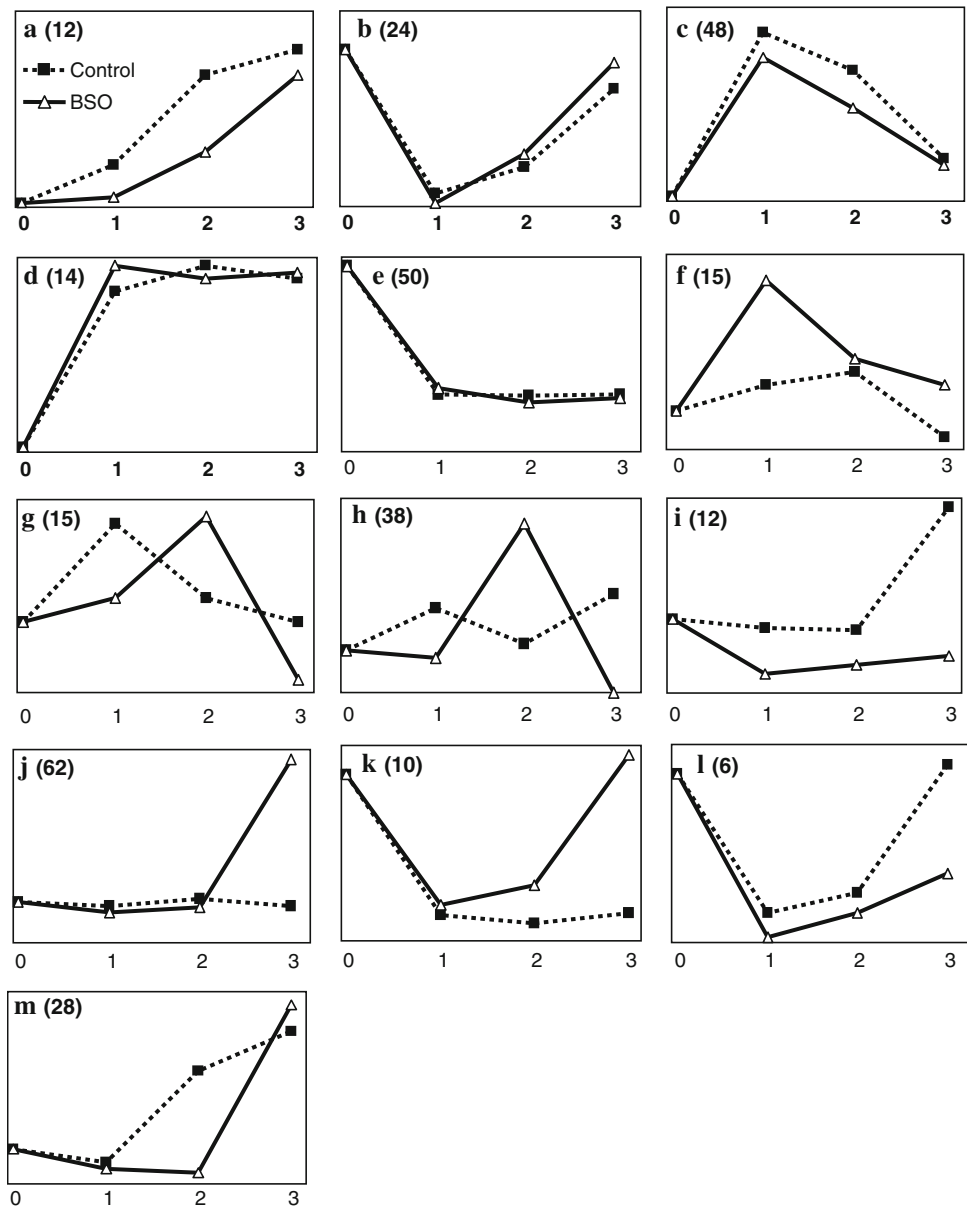 a (12)
Control
BSO
0 1 2 3
b (24)
0 1 2 3
c (48)
0 1 2 3
d (14)
0 1 2 3
e (50)
0 1 2 3
f (15)
0 1 2 3
g (15)
0 1 2 3
h (38)
0 1 2 3
i (12)
0 1 2 3
j (62)
0 1 2 3
k (10)
0 1 2 3
l (6)
0 1 2 3
m (28)
0 1 2 3